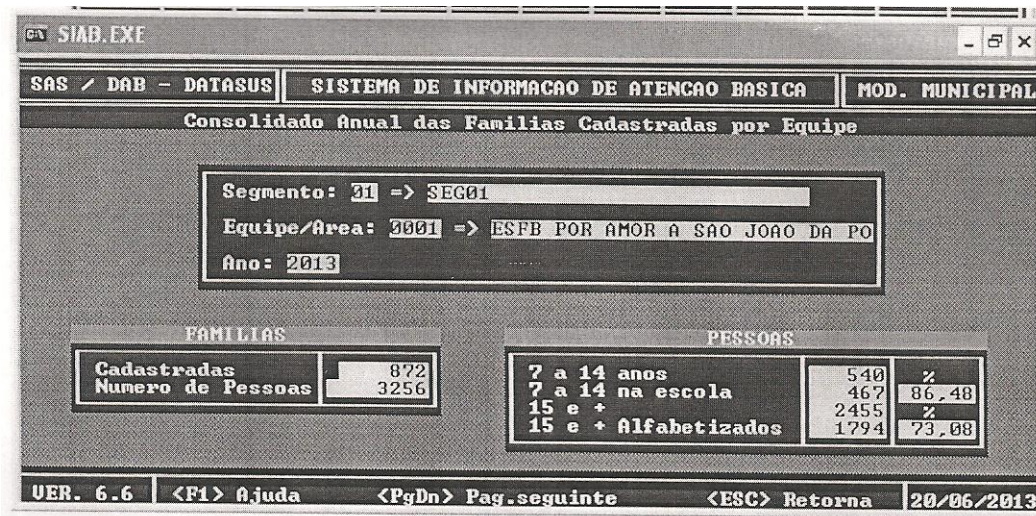 SIAB.EXE
SAS / DAB - DATASUS SISTEMA DE INFORMACAO DE ATENCAO BASICA MOD. MUNICIPAL
Consolidado Anual das Familias Cadastradas por Equipe
Segmento: 01 => SEG01
Equipe/Area: 0001 => ESFB POR AMOR A SAO JOAO DA PO
Ano: 2013
FAMILIAS
Cadastradas 872
Numero de Pessoas 3256
PESSOAS
7 a 14 anos 540 %
7 a 14 na escola 467 86,48
15 e + 2455 %
15 e + Alfabetizados 1794 73,08
VER. 6.6 <F1> Ajuda <PgDn> Pag.seguinte <ESC> Retorna 20/06/2013